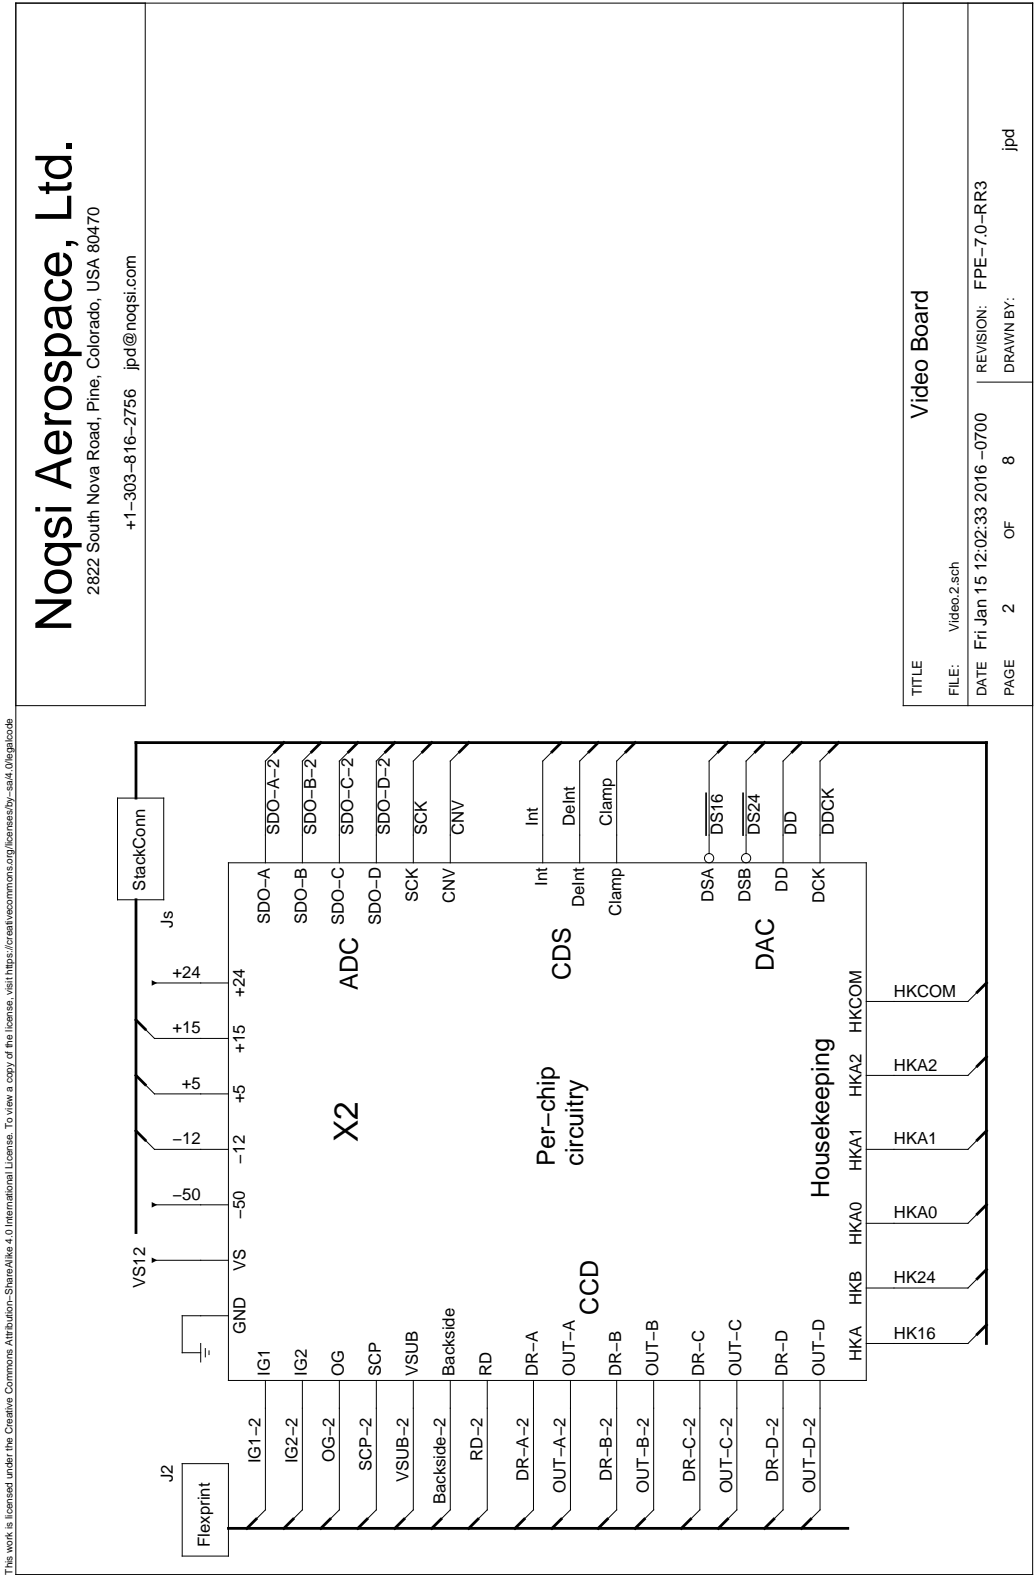 This work is licensed under the Creative Commons Attribution−ShareAlike 4.0 International License. To view a copy of the license, visit https://creativecommons.org/licenses/by−sa/4.0/legalcode
Noqsi Aerospace, Ltd.
2822 South Nova Road, Pine, Colorado, USA 80470
+1−303−816−2756 jpd@noqsi.com
J2
Flexprint
Js
StackConn
VS12
−50
−12
+5
+15
+24
GND
VS
−50
−12
+5
+15
+24
IG1−2
IG1
IG2−2
IG2
OG−2
OG
SCP−2
SCP
VSUB−2
VSUB
Backside−2
Backside
RD−2
RD
DR−A−2
DR−A
OUT−A−2
OUT−A
DR−B−2
DR−B
OUT−B−2
OUT−B
DR−C−2
DR−C
OUT−C−2
OUT−C
DR−D−2
DR−D
OUT−D−2
OUT−D
X2
Per−chip
circuitry
CCD
ADC
CDS
DAC
Housekeeping
SDO−A
SDO−A−2
SDO−B
SDO−B−2
SDO−C
SDO−C−2
SDO−D
SDO−D−2
SCK
SCK
CNV
CNV
Int
Int
DeInt
DeInt
Clamp
Clamp
DSA
DS16
DSB
DS24
DD
DD
DCK
DDCK
HKA
HKB
HKA0
HKA1
HKA2
HKCOM
HK16
HK24
HKA0
HKA1
HKA2
HKCOM
TITLE
Video Board
FILE: Video.2.sch
DATE Fri Jan 15 12:02:33 2016 −0700
REVISION: FPE−7.0−RR3
PAGE 2 OF 8
DRAWN BY: jpd